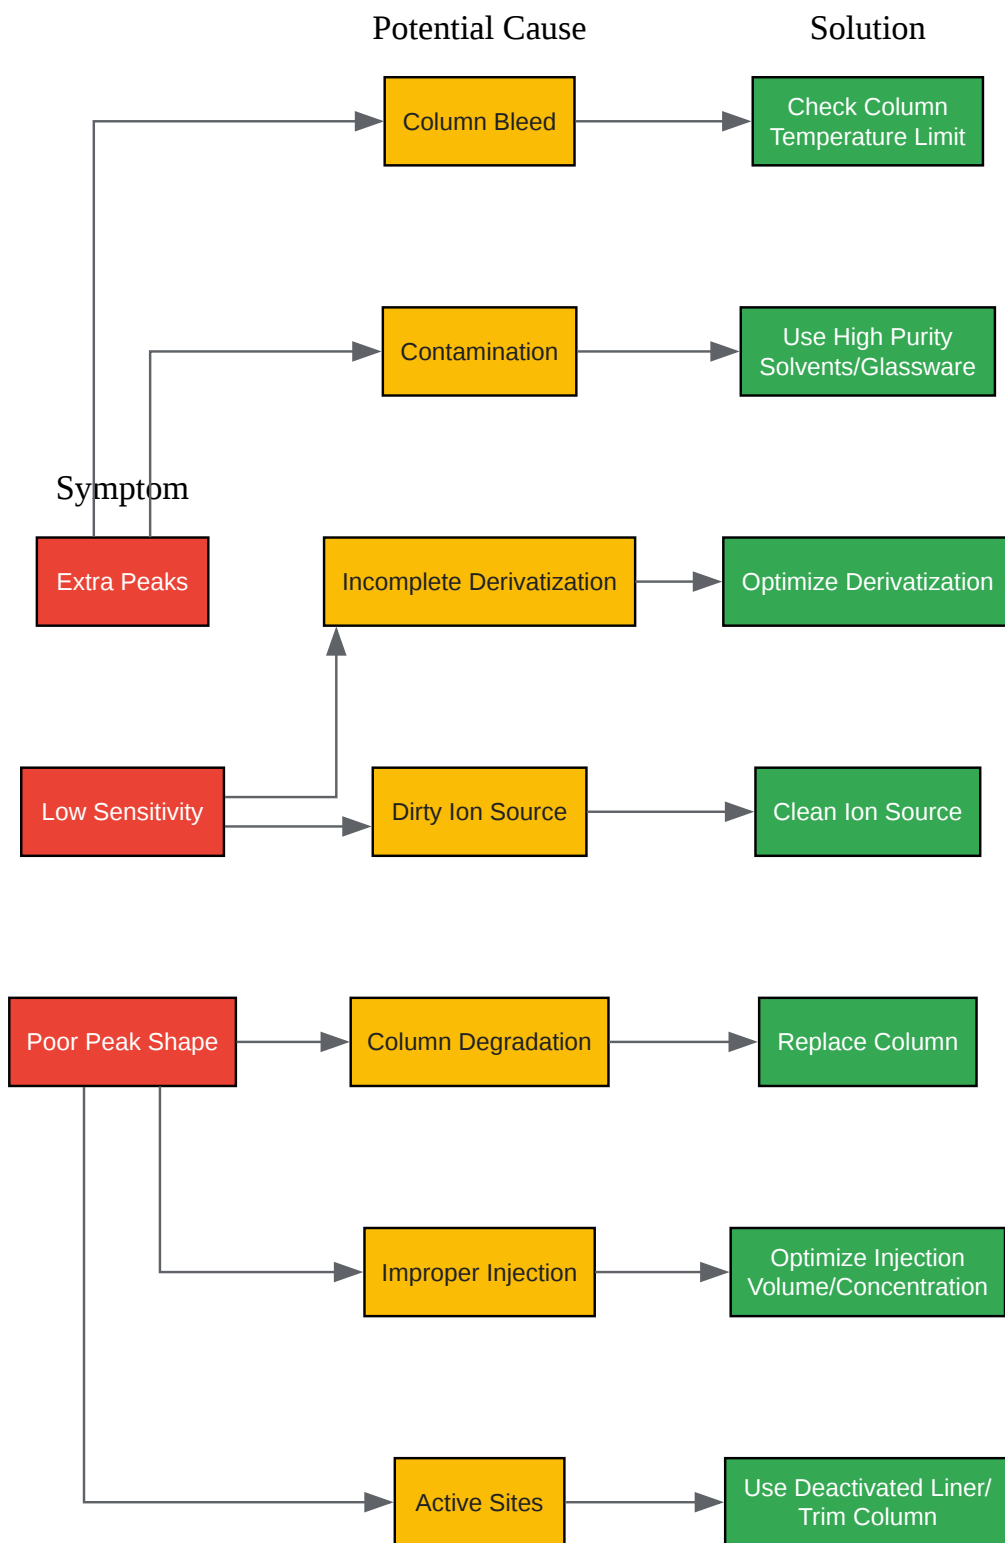 Potential Cause
Solution
Column Bleed
Check Column
Temperature Limit
Contamination
Use High Purity
Solvents/Glassware
Symptom
Extra Peaks
Incomplete Derivatization
Optimize Derivatization
Low Sensitivity
Dirty Ion Source
Clean Ion Source
Poor Peak Shape
Column Degradation
Replace Column
Improper Injection
Optimize Injection
Volume/Concentration
Active Sites
Use Deactivated Liner/
Trim Column